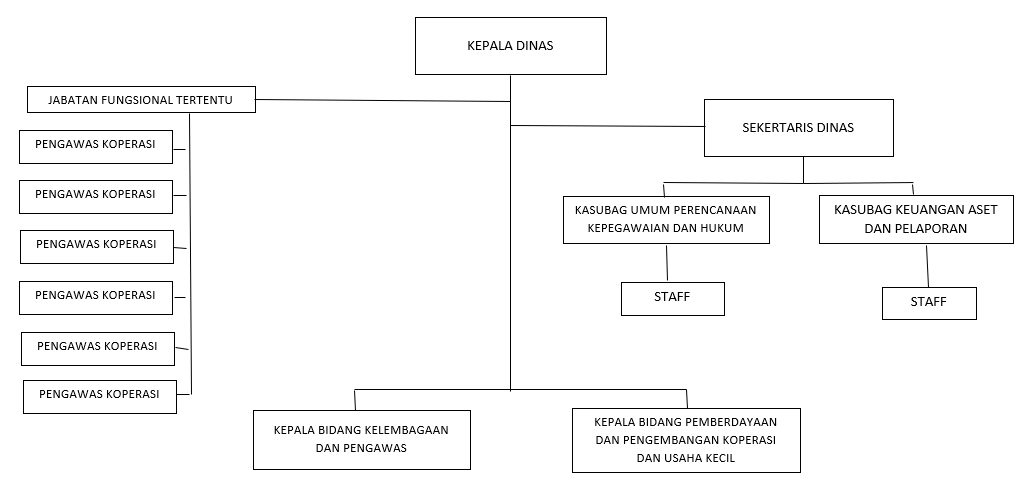 KEPALA DINAS
JABATAN FUNGSIONAL TERTENTU
SEKERTARIS DINAS
PENGAWAS KOPERASI
PENGAWAS KOPERASI
PENGAWAS KOPERASI
PENGAWAS KOPERASI
PENGAWAS KOPERASI
PENGAWAS KOPERASI
KASUBAG UMUM PERENCANAAN
KEPEGAWAIAN DAN HUKUM
KASUBAG KEUANGAN ASET
DAN PELAPORAN
STAFF
STAFF
KEPALA BIDANG KELEMBAGAAN
DAN PENGAWAS
KEPALA BIDANG PEMBERDAYAAN
DAN PENGEMBANGAN KOPERASI
DAN USAHA KECIL